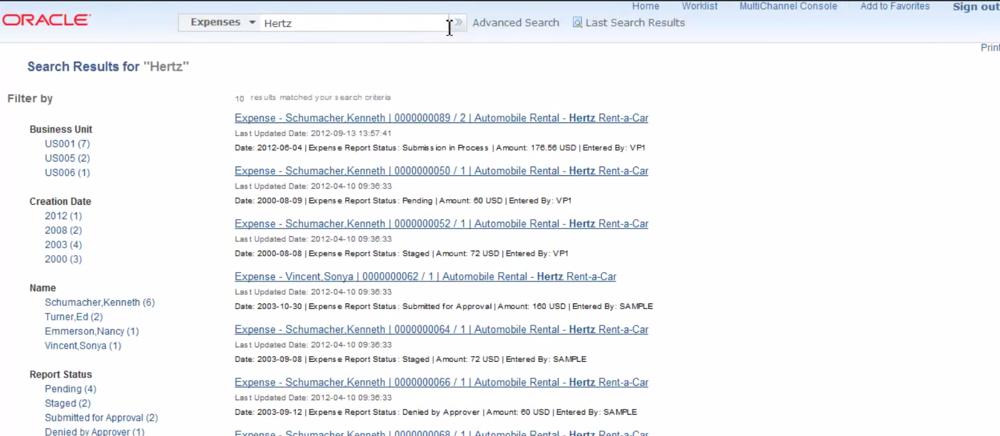 Home Worklist MultiChannel Console Add to Favorites Sign out
ORACLE Expenses Hertz » Advanced Search Last Search Results
Print
Search Results for "Hertz"
Filter by
Business Unit
US001 (7)
US005 (2)
US006 (1)
Creation Date
2012 (1)
2008 (2)
2003 (4)
2000 (3)
Name
Schumacher,Kenneth (6)
Turner,Ed (2)
Emmerson,Nancy (1)
Vincent,Sonya (1)
Report Status
Pending (4)
Staged (2)
Submitted for Approval (2)
Denied by Approver (1)
10 results matched your search criteria
Expense - Schumacher,Kenneth | 0000000089 / 2 | Automobile Rental - Hertz Rent-a-Car
Last Updated Date: 2012-09-13 13:57:41
Date: 2012-06-04 | Expense Report Status: Submission in Process | Amount: 176.56 USD | Entered By: VP1
Expense - Schumacher,Kenneth | 0000000050 / 1 | Automobile Rental - Hertz Rent-a-Car
Last Updated Date: 2012-04-10 09:36:33
Date: 2000-08-09 | Expense Report Status: Pending | Amount: 60 USD | Entered By: VP1
Expense - Schumacher,Kenneth | 0000000052 / 1 | Automobile Rental - Hertz Rent-a-Car
Last Updated Date: 2012-04-10 09:36:33
Date: 2000-08-08 | Expense Report Status: Staged | Amount: 72 USD | Entered By: VP1
Expense - Vincent,Sonya | 0000000062 / 1 | Automobile Rental - Hertz Rent-a-Car
Last Updated Date: 2012-04-10 09:36:33
Date: 2003-10-30 | Expense Report Status: Submitted for Approval | Amount: 160 USD | Entered By: SAMPLE
Expense - Schumacher,Kenneth | 0000000064 / 1 | Automobile Rental - Hertz Rent-a-Car
Last Updated Date: 2012-04-10 09:36:33
Date: 2003-09-08 | Expense Report Status: Staged | Amount: 72 USD | Entered By: SAMPLE
Expense - Schumacher,Kenneth | 0000000066 / 1 | Automobile Rental - Hertz Rent-a-Car
Last Updated Date: 2012-04-10 09:36:33
Date: 2003-09-12 | Expense Report Status: Denied by Approver | Amount: 60 USD | Entered By: SAMPLE
Expense - Schumacher,Kenneth | 0000000068 / 1 | Automobile Rental - Hertz Rent-a-Car